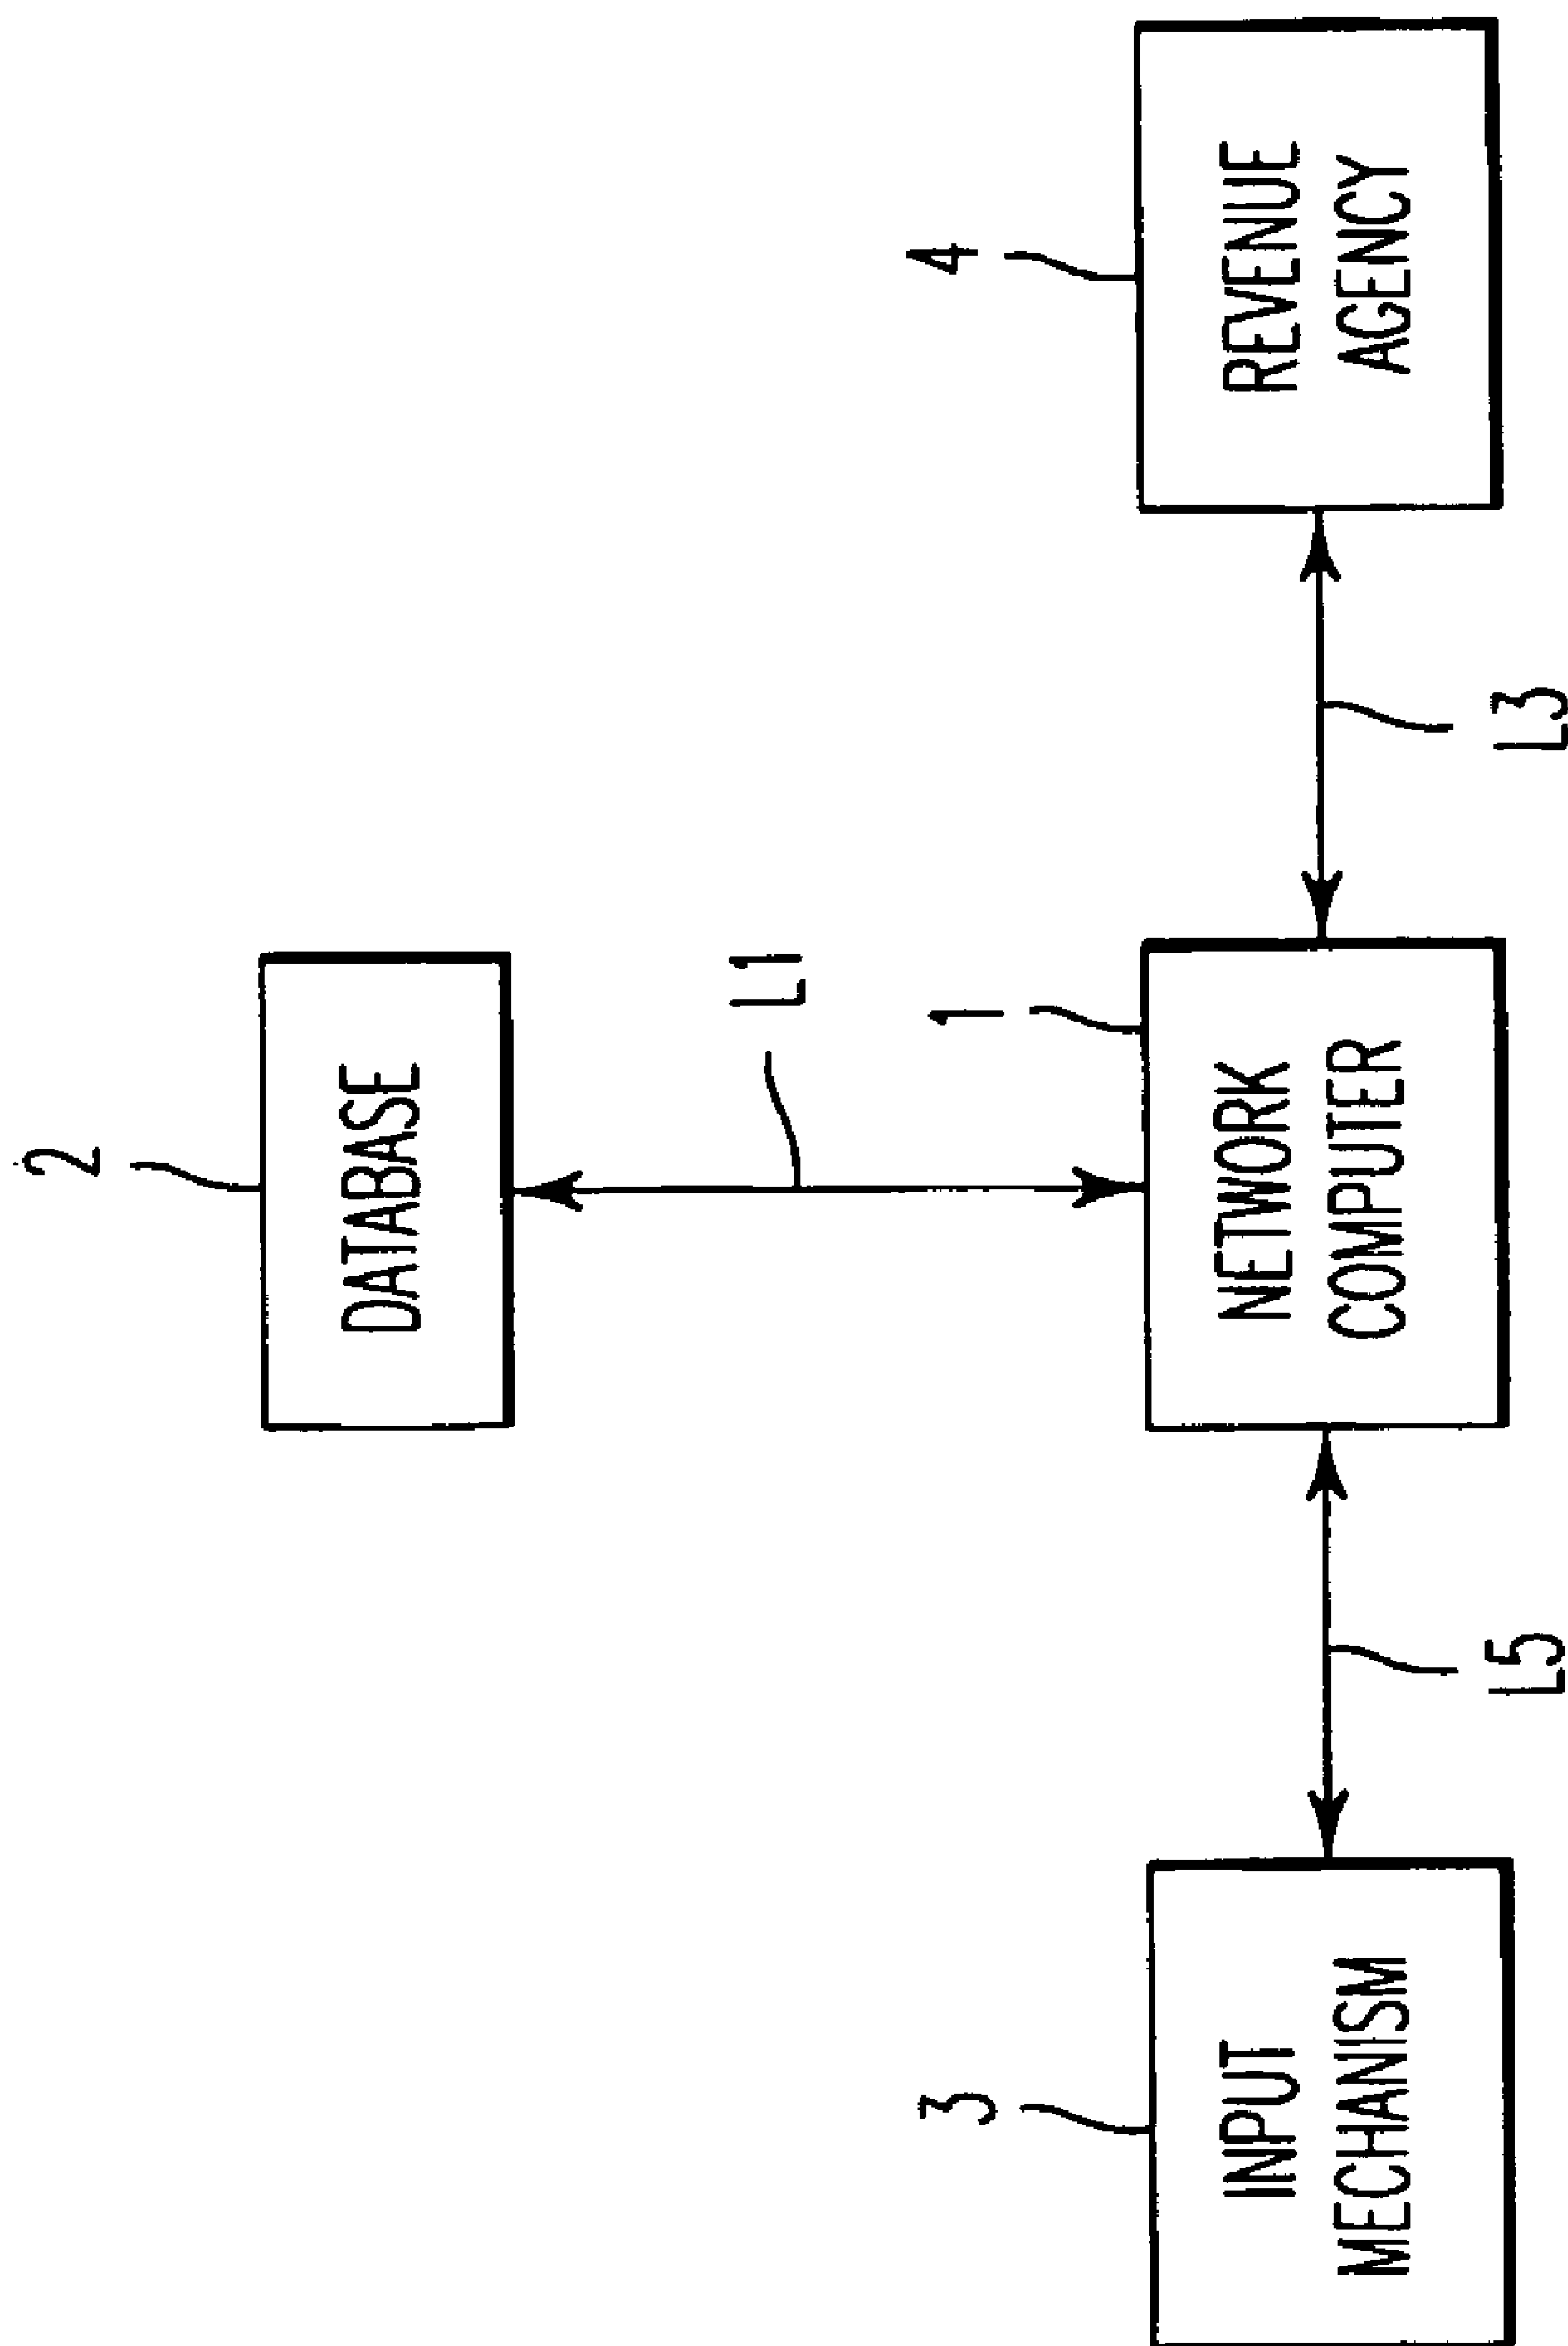 2
DATABASE
L1
3
INPUT
MECHANISM
L5
1
NETWORK
COMPUTER
L3
4
REVENUE
AGENCY